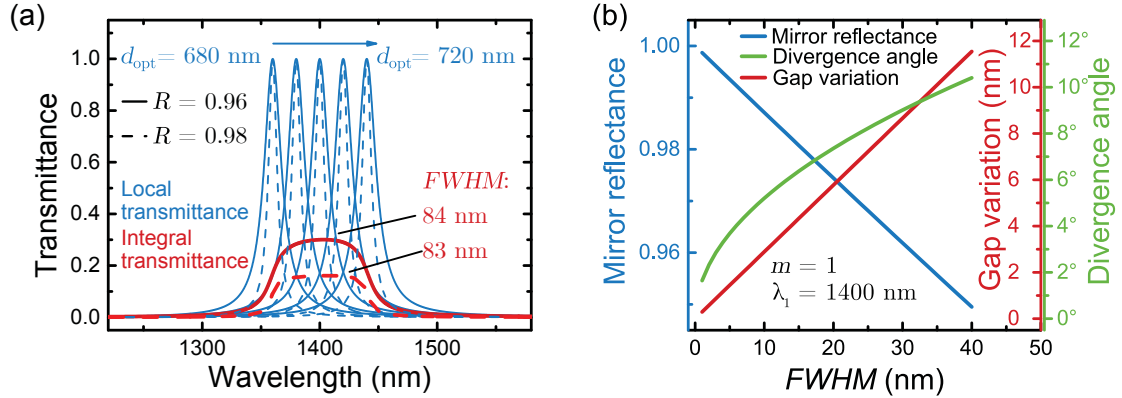 (a)
1.0
0.8
0.6
0.4
0.2
0.0
Transmittance
d_opt = 680 nm
d_opt = 720 nm
R = 0.96
R = 0.98
Local
transmittance
Integral
transmittance
FWHM:
84 nm
83 nm
1300
1400
1500
Wavelength (nm)
(b)
1.00
0.98
0.96
Mirror reflectance
Mirror reflectance
Divergence angle
Gap variation
m = 1
λ₁ = 1400 nm
0
10
20
30
40
50
FWHM (nm)
12
10
8
6
4
2
0
Gap variation (nm)
12°
10°
8°
6°
4°
2°
0°
Divergence angle